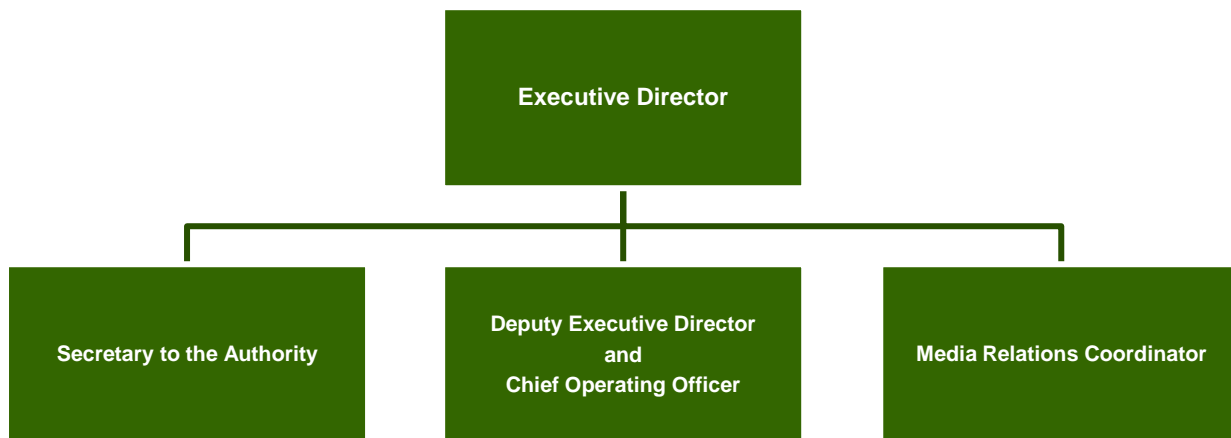 Executive Director
Secretary to the Authority
Deputy Executive Director
and
Chief Operating Officer
Media Relations Coordinator